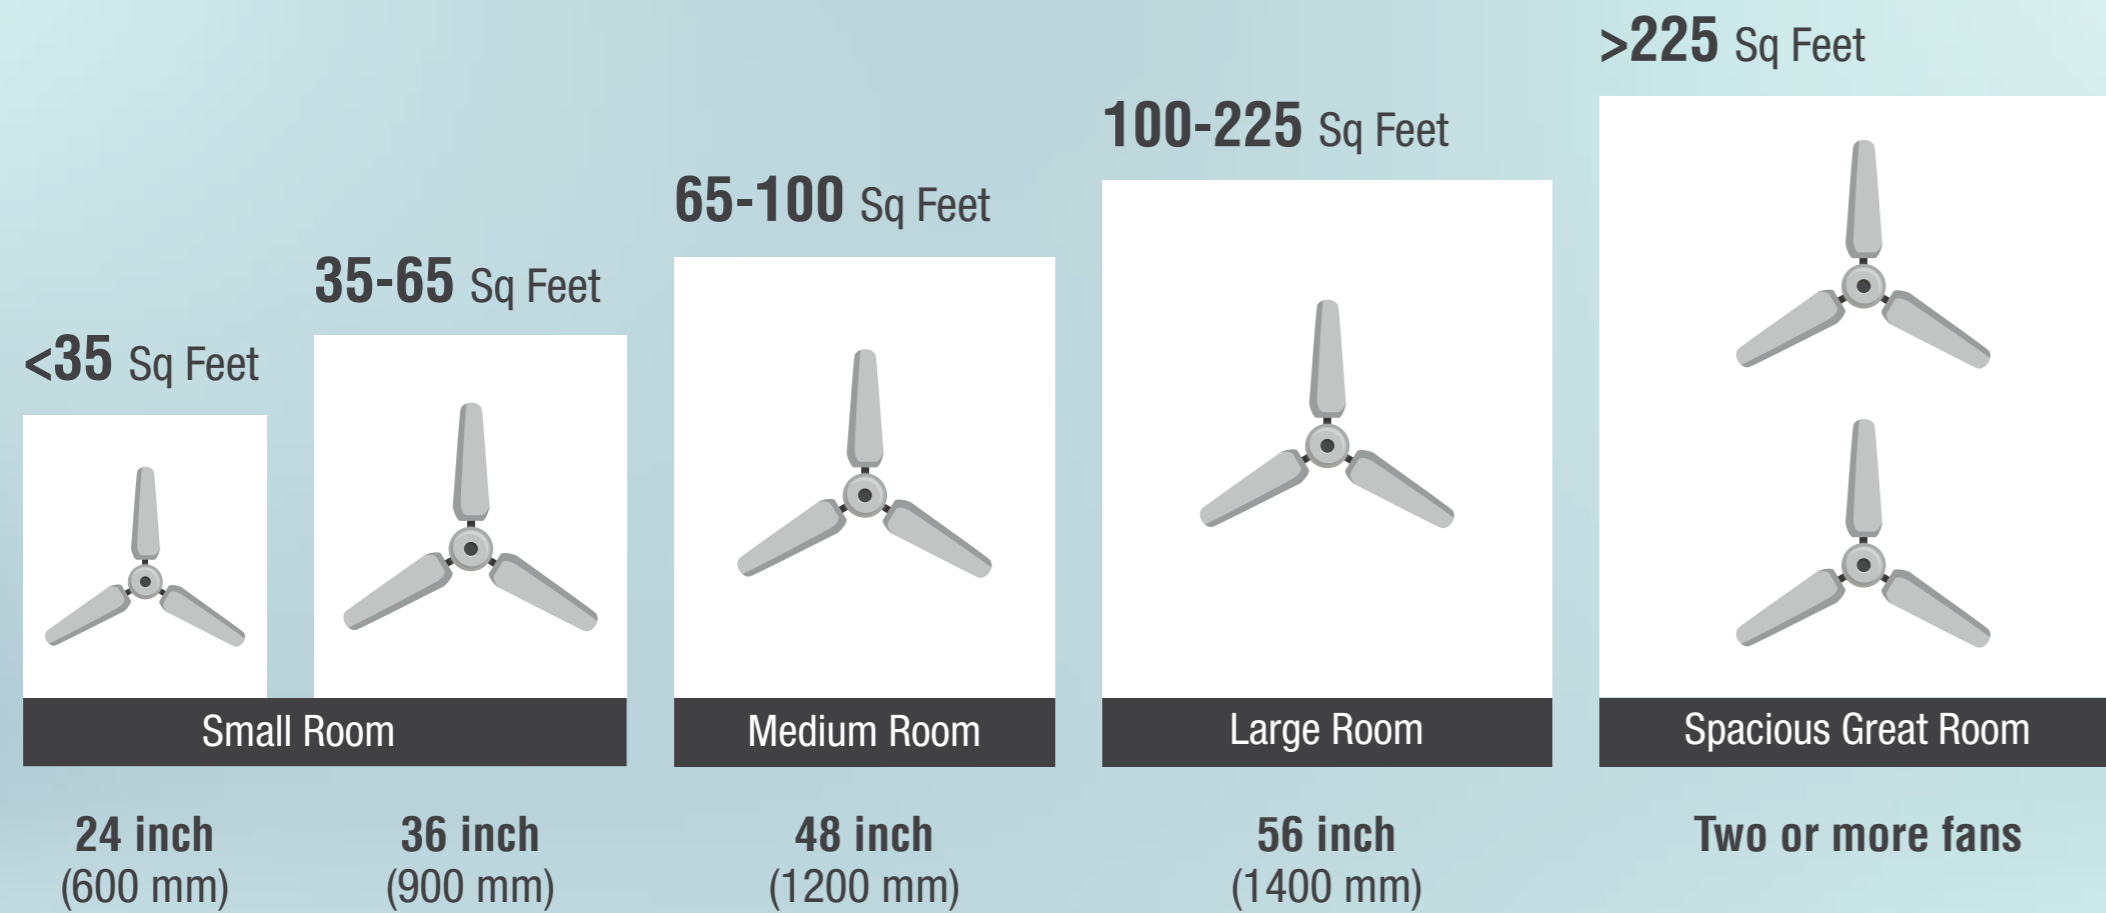 <35 Sq Feet
35-65 Sq Feet
65-100 Sq Feet
100-225 Sq Feet
>225 Sq Feet
Small Room
Medium Room
Large Room
Spacious Great Room
24 inch
(600 mm)
36 inch
(900 mm)
48 inch
(1200 mm)
56 inch
(1400 mm)
Two or more fans